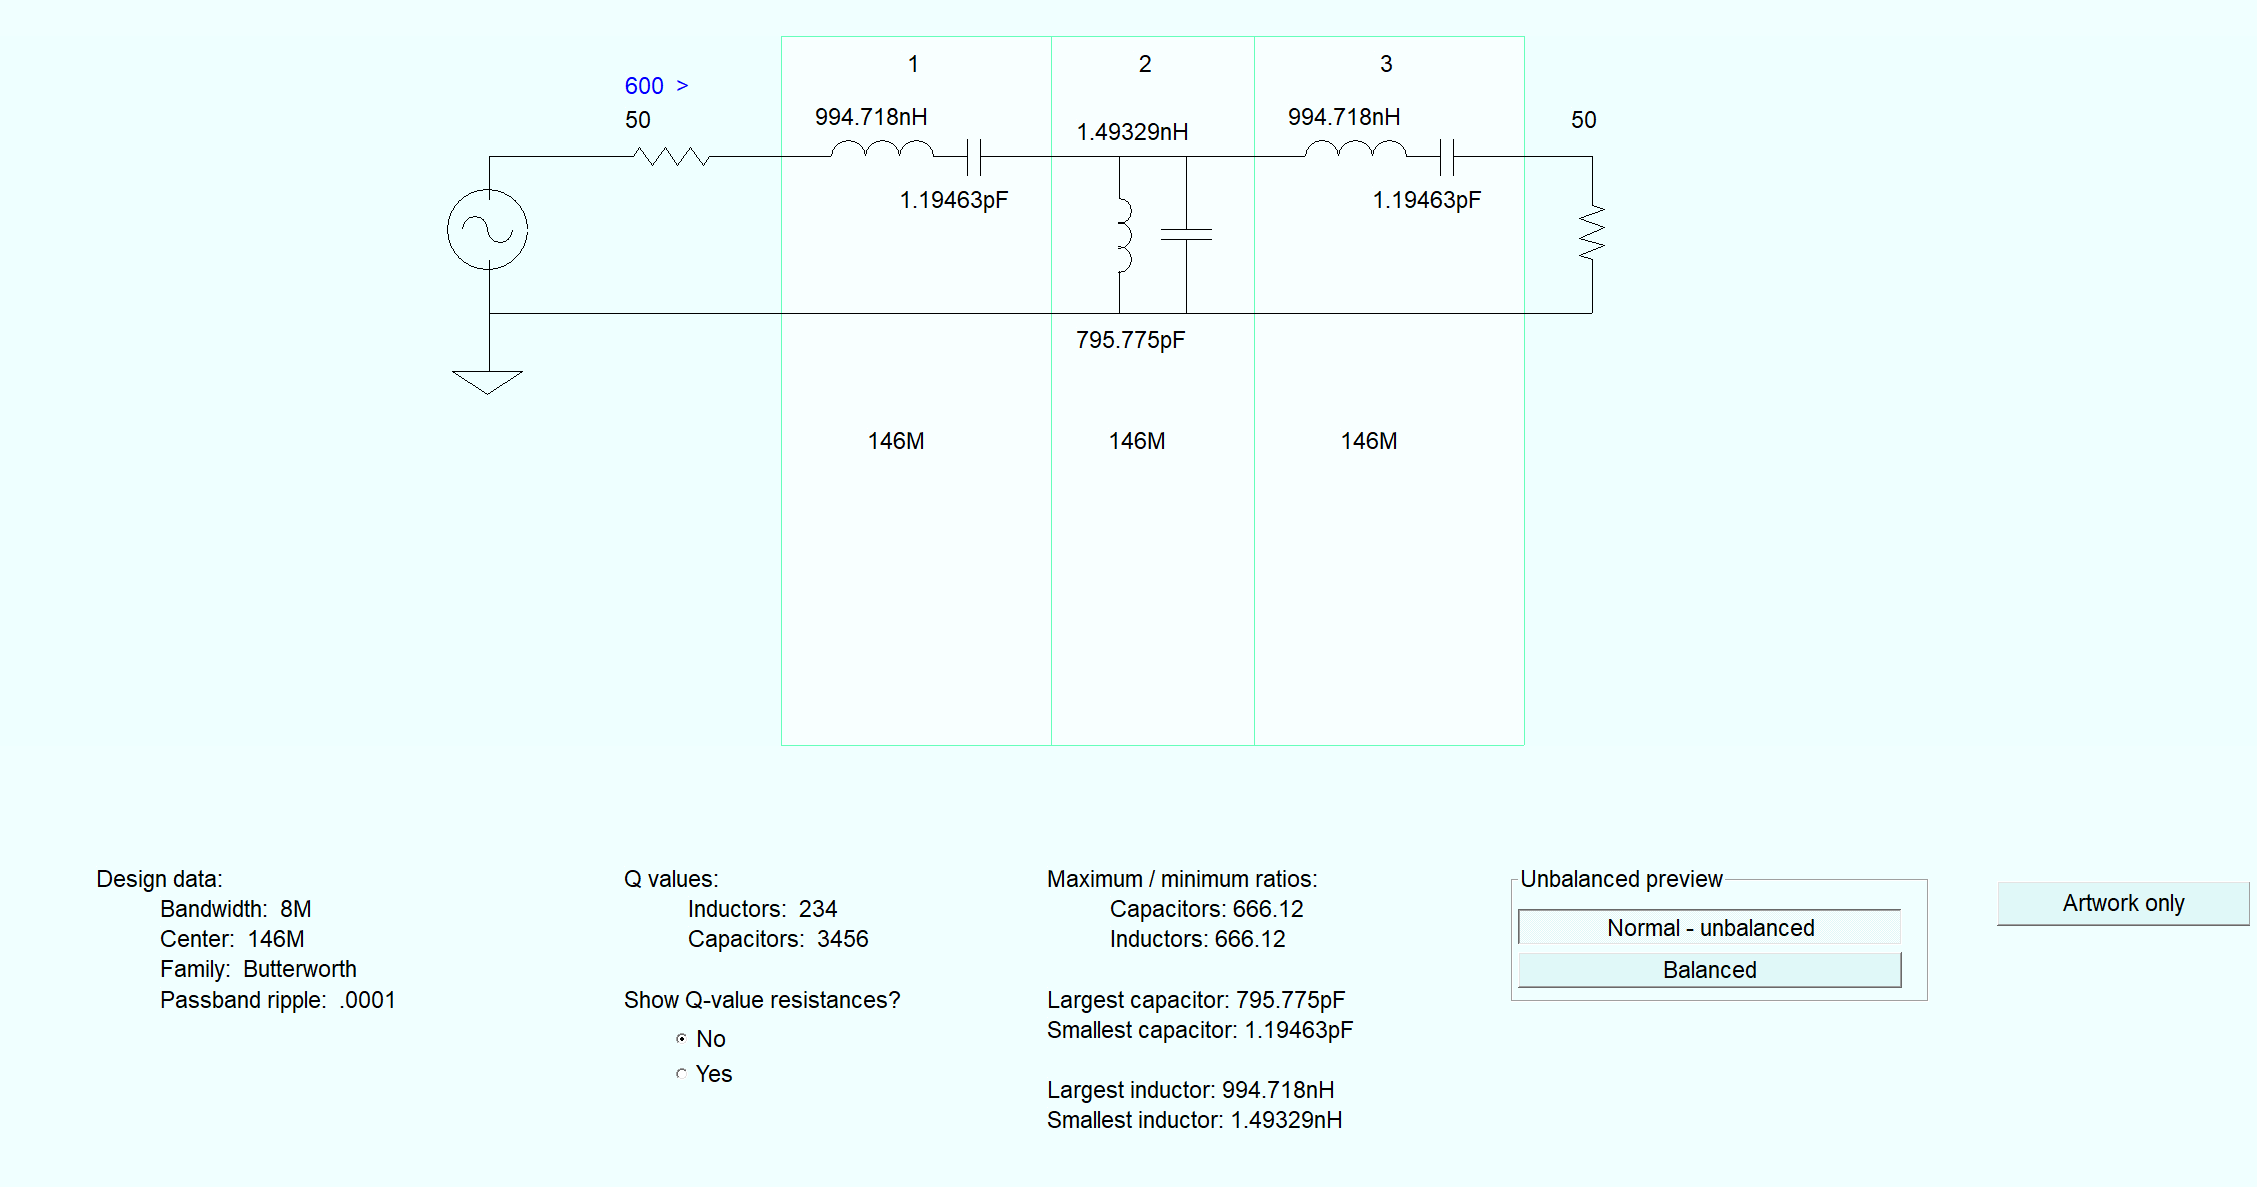 1
2
3
600 >
50
994.718nH
1.49329nH
994.718nH
50
1.19463pF
1.19463pF
795.775pF
146M
146M
146M
Design data:
Bandwidth: 8M
Center: 146M
Family: Butterworth
Passband ripple: .0001
Q values:
Inductors: 234
Capacitors: 3456
Show Q-value resistances?
No
Yes
Maximum / minimum ratios:
Capacitors: 666.12
Inductors: 666.12
Largest capacitor: 795.775pF
Smallest capacitor: 1.19463pF
Largest inductor: 994.718nH
Smallest inductor: 1.49329nH
Unbalanced preview
Normal - unbalanced
Balanced
Artwork only